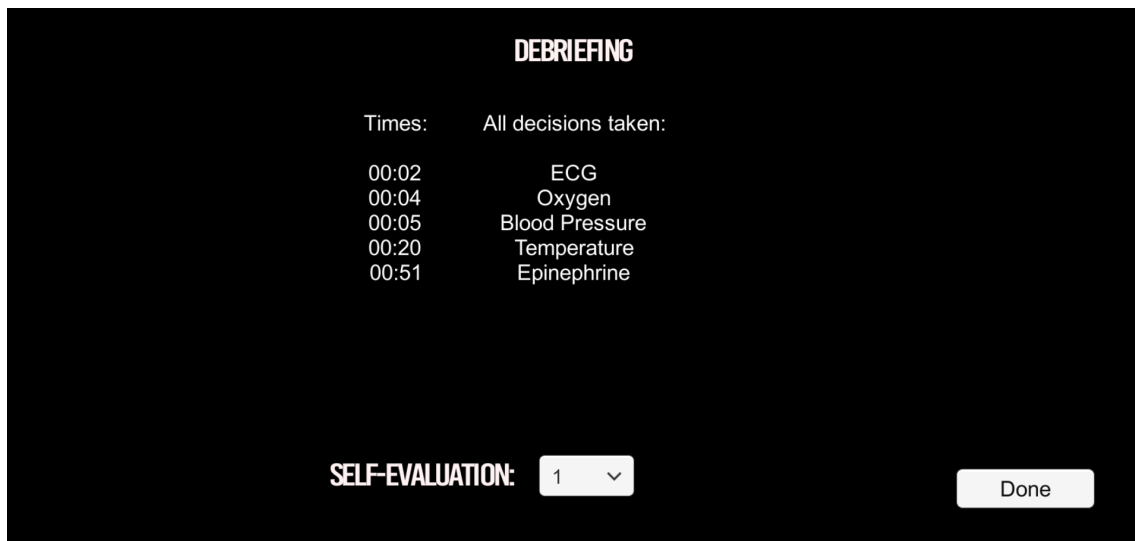 DEBRIEFING
Times: All decisions taken:
00:02 ECG
00:04 Oxygen
00:05 Blood Pressure
00:20 Temperature
00:51 Epinephrine
SELF-EVALUATION: 1
Done